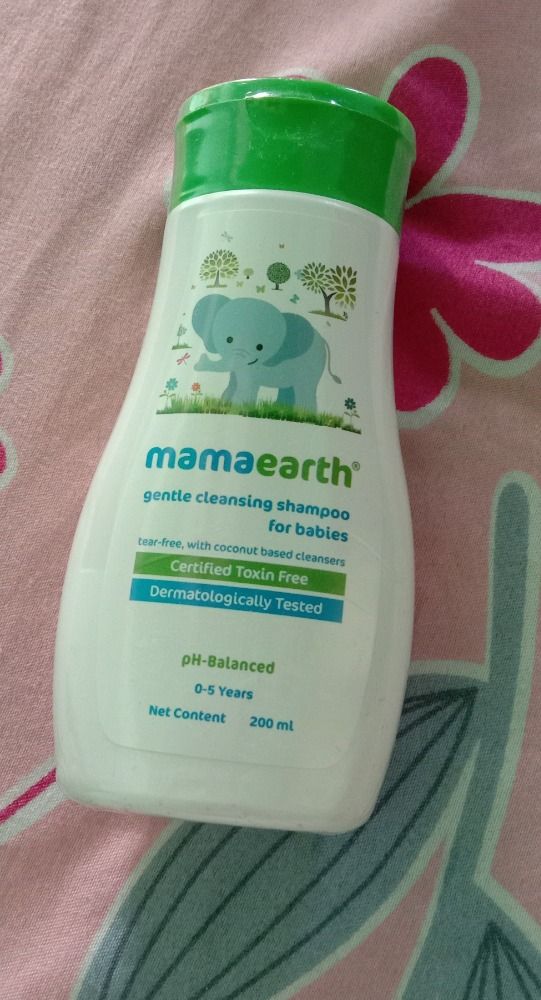 mamaearth®
gentle cleansing shampoo
for babies
tear-free, with coconut based cleansers
Certified Toxin Free
Dermatologically Tested
pH-Balanced
0-5 Years
Net Content 200 ml